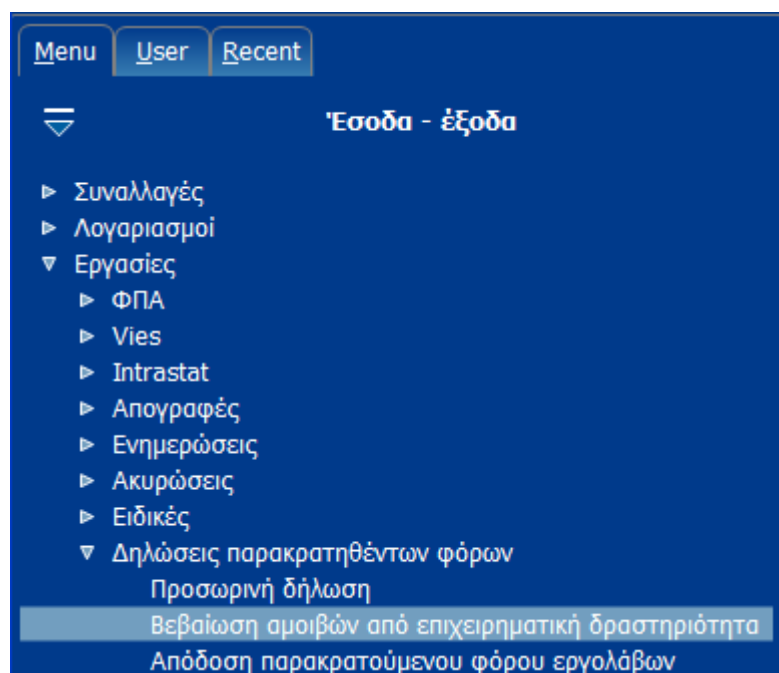 Menu User Recent
Έσοδα - έξοδα
Συναλλαγές
Λογαριασμοί
Εργασίες
ΦΠΑ
Vies
Intrastat
Απογραφές
Ενημερώσεις
Ακυρώσεις
Ειδικές
Δηλώσεις παρακρατηθέντων φόρων
Προσωρινή δήλωση
Βεβαίωση αμοιβών από επιχειρηματική δραστηριότητα
Απόδοση παρακρατούμενου φόρου εργολάβων